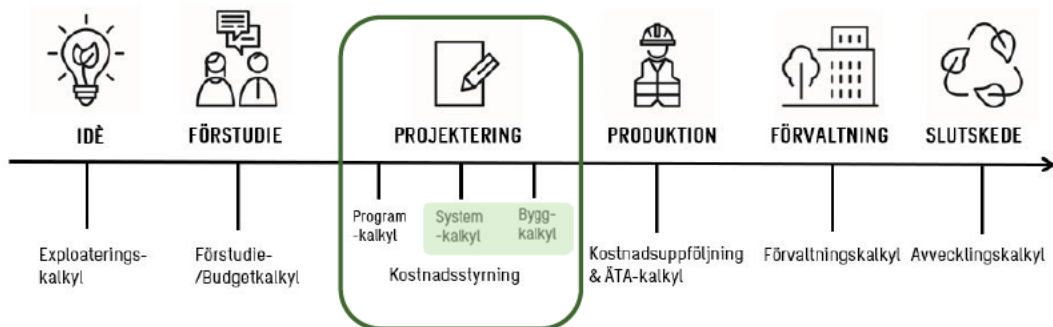 IDÈ
FÖRSTUDIE
PROJEKTERING
PRODUKTION
FÖRVALTNING
SLUTSKEDE
Exploaterings-
kalkyl
Förstudie-
/Budgetkalkyl
Program
-kalkyl
System
-kalkyl
Bygg-
kalkyl
Kostnadsstyrning
Kostnadsuppföljning
& ÄTA-kalkyl
Förvaltningskalkyl
Avvecklingskalkyl